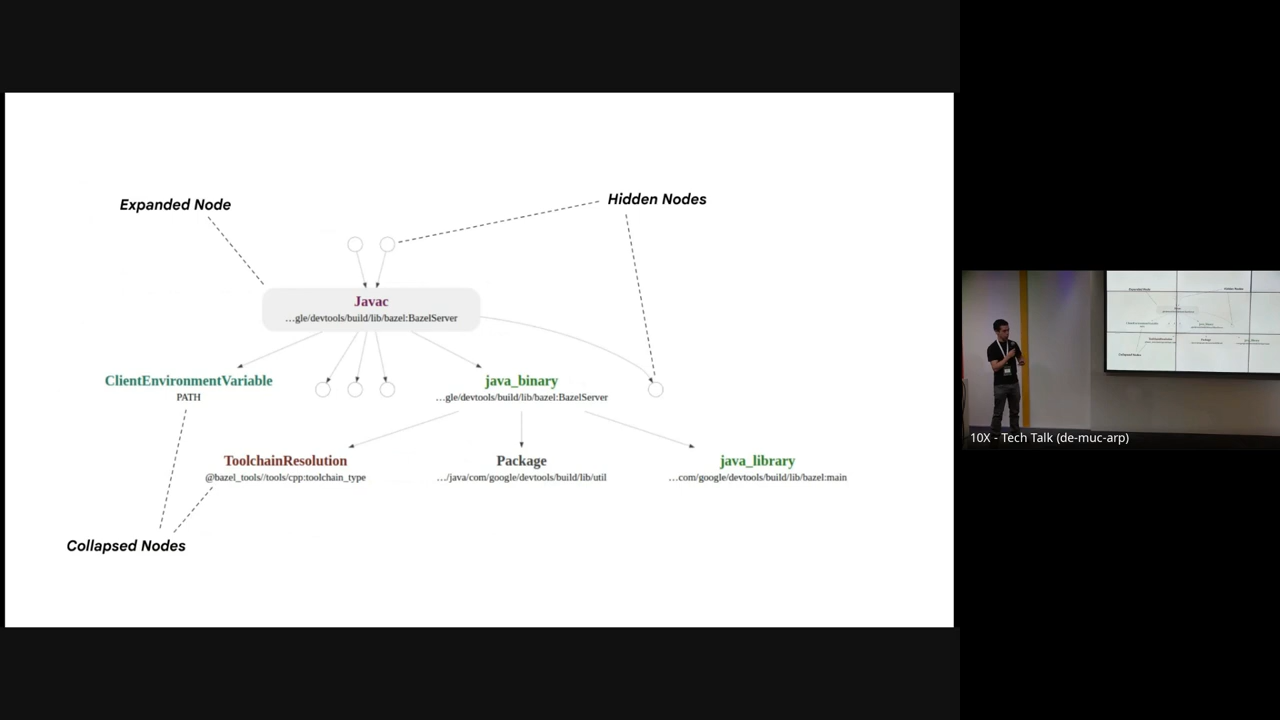 Expanded Node
Hidden Nodes
Javac
…gle/devtools/build/lib/bazel:BazelServer
ClientEnvironmentVariable
PATH
java_binary
…gle/devtools/build/lib/bazel:BazelServer
ToolchainResolution
@bazel_tools//tools/cpp:toolchain_type
Package
…/java/com/google/devtools/build/lib/util
java_library
…com/google/devtools/build/lib/bazel:main
Collapsed Nodes
10X - Tech Talk (de-muc-arp)